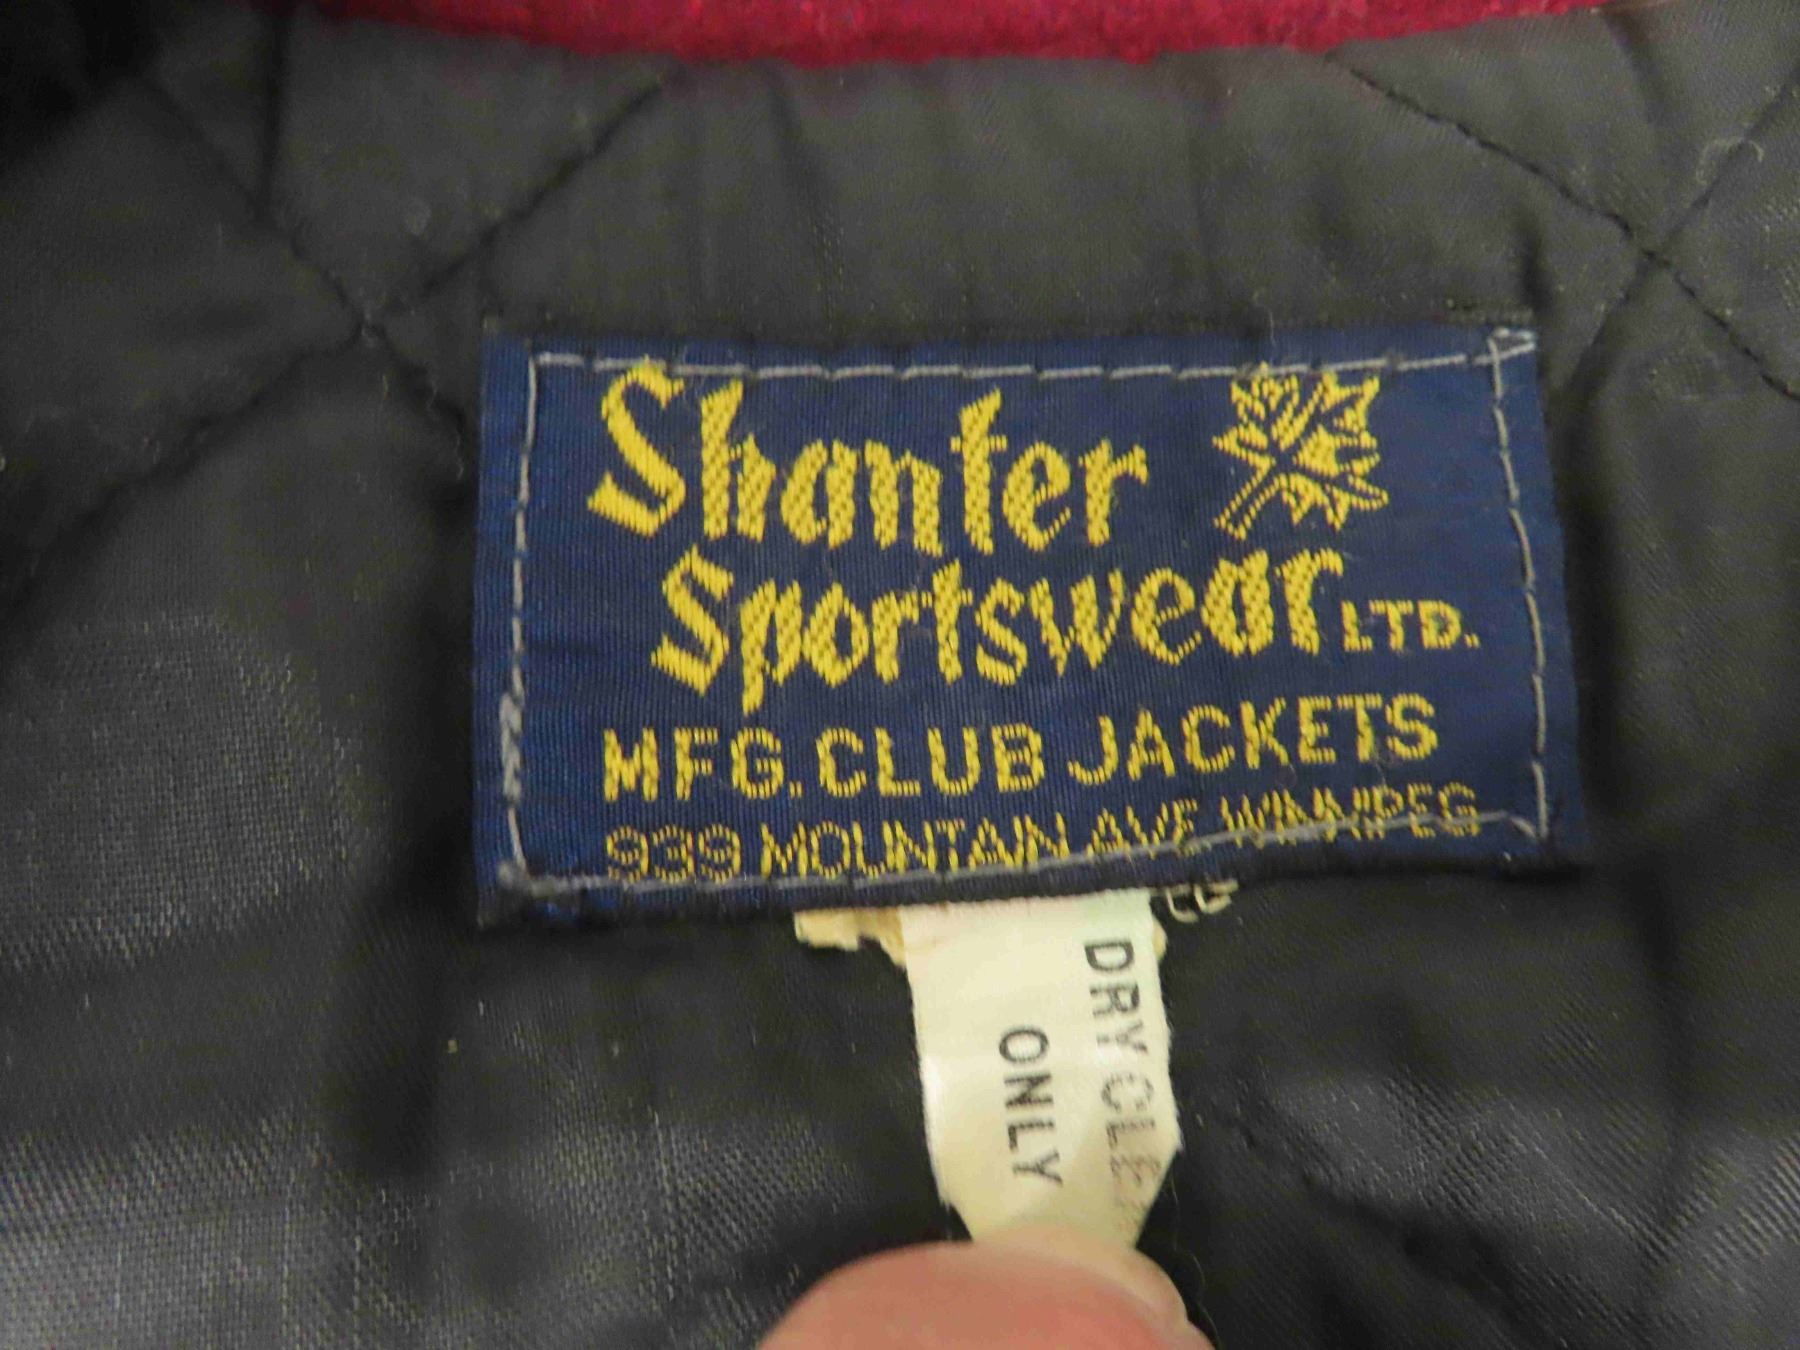 Shanter
Sportswear LTD.
MFG. CLUB JACKETS
939 MOUNTAIN AVE WINNIPEG
DRY CLE
ONLY